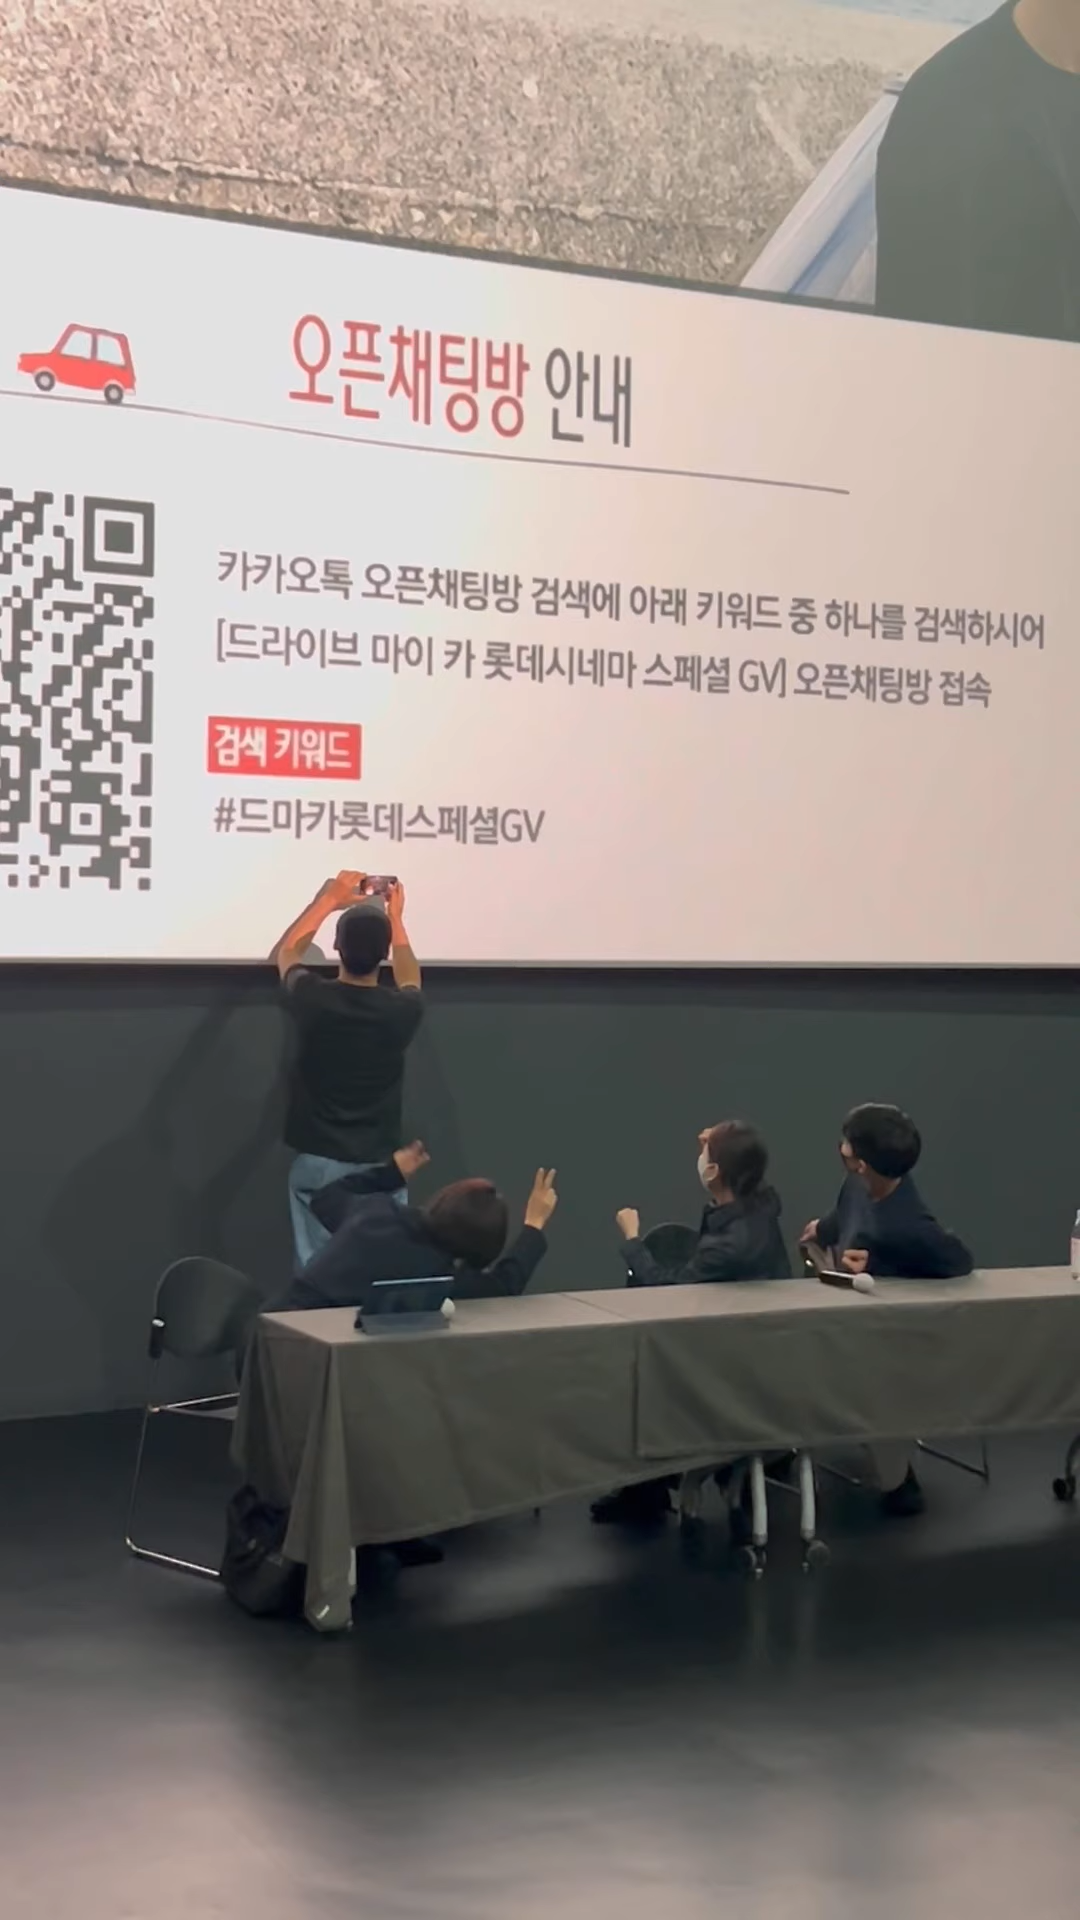 오픈채팅방 안내
카카오톡 오픈채팅방 검색에 아래 키워드 중 하나를 검색하시어
[드라이브 마이 카 롯데시네마 스페셜 GV] 오픈채팅방 접속
검색 키워드
#드마카롯데스페셜GV